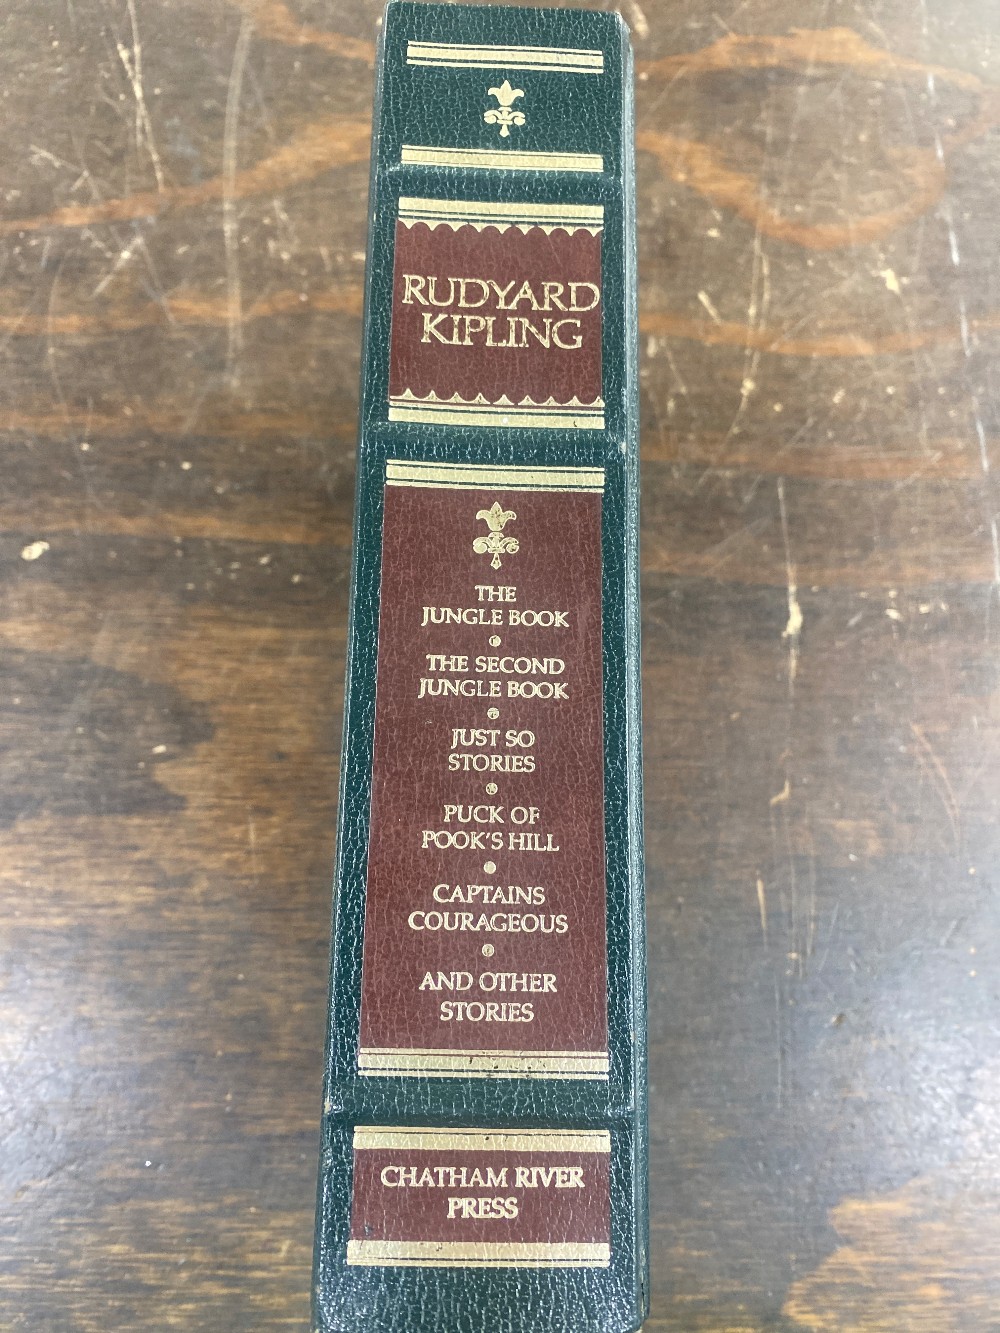 RUDYARD
KIPLING
THE
JUNGLE BOOK
THE SECOND
JUNGLE BOOK
JUST SO
STORIES
PUCK OF
POOK'S HILL
CAPTAINS
COURAGEOUS
AND OTHER
STORIES
CHATHAM RIVER
PRESS